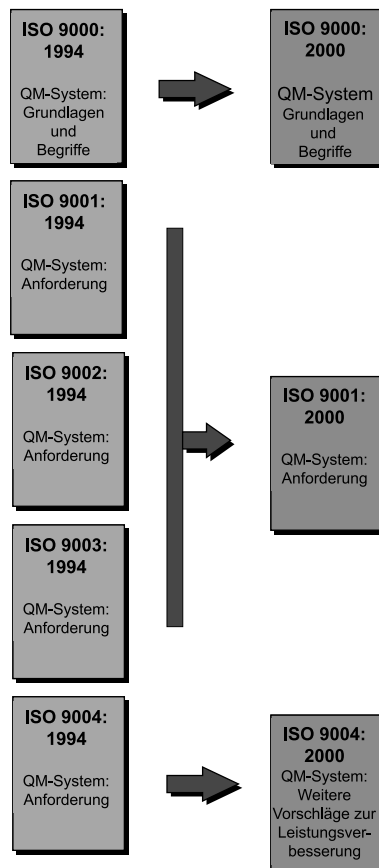 ISO 9000:
1994
QM-System:
Grundlagen
und
Begriffe
ISO 9000:
2000
QM-System
Grundlagen
und
Begriffe
ISO 9001:
1994
QM-System:
Anforderung
ISO 9002:
1994
QM-System:
Anforderung
ISO 9003:
1994
QM-System:
Anforderung
ISO 9001:
2000
QM-System:
Anforderung
ISO 9004:
1994
QM-System:
Anforderung
ISO 9004:
2000
QM-System:
Weitere
Vorschläge zur
Leistungsver-
besserung